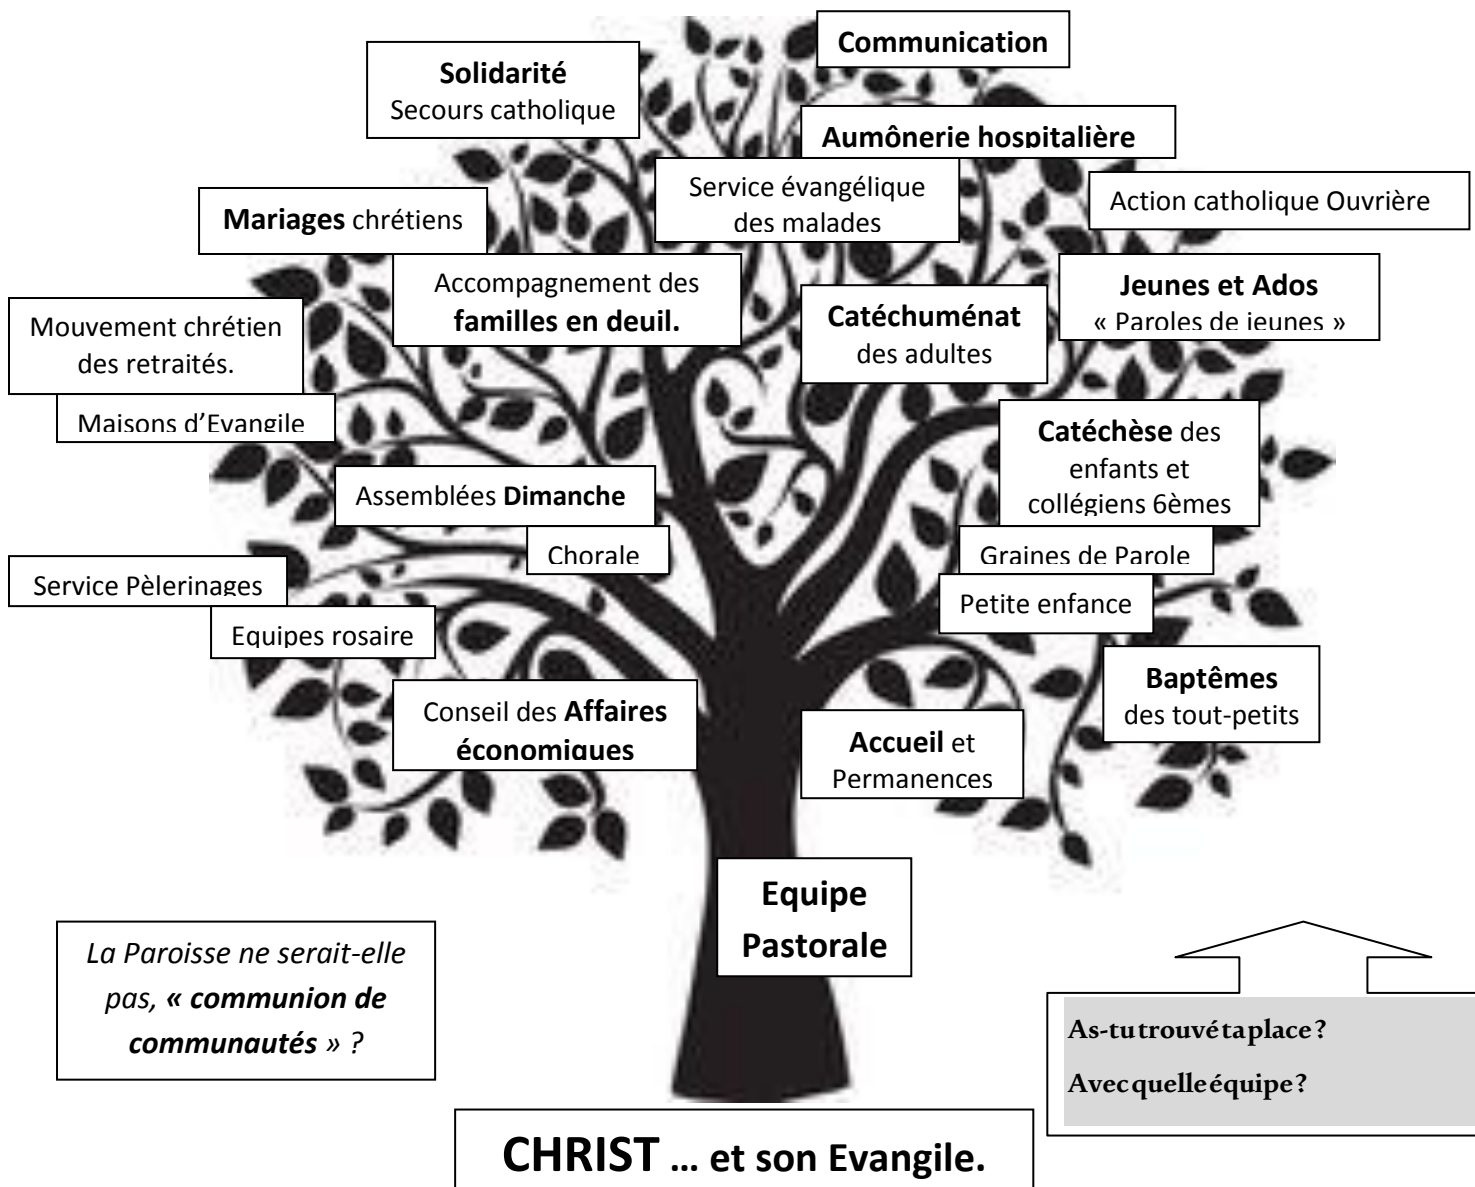 Communication
Solidarité
Secours catholique
Aumônerie hospitalière
Service évangélique
des malades
Action catholique Ouvrière
Mariages chrétiens
Accompagnement des
familles en deuil.
Jeunes et Ados
« Paroles de jeunes »
Catéchuménat
des adultes
Mouvement chrétien
des retraités.
Maisons d’Evangile
Catéchèse des
enfants et
collégiens 6èmes
Assemblées Dimanche
Chorale
Graines de Parole
Service Pèlerinages
Petite enfance
Equipes rosaire
Baptêmes
des tout-petits
Conseil des Affaires
économiques
Accueil et
Permanences
Equipe
Pastorale
La Paroisse ne serait-elle
pas, « communion de
communautés » ?
As-tu trouvé ta place ?
Avec quelle équipe ?
CHRIST ... et son Evangile.